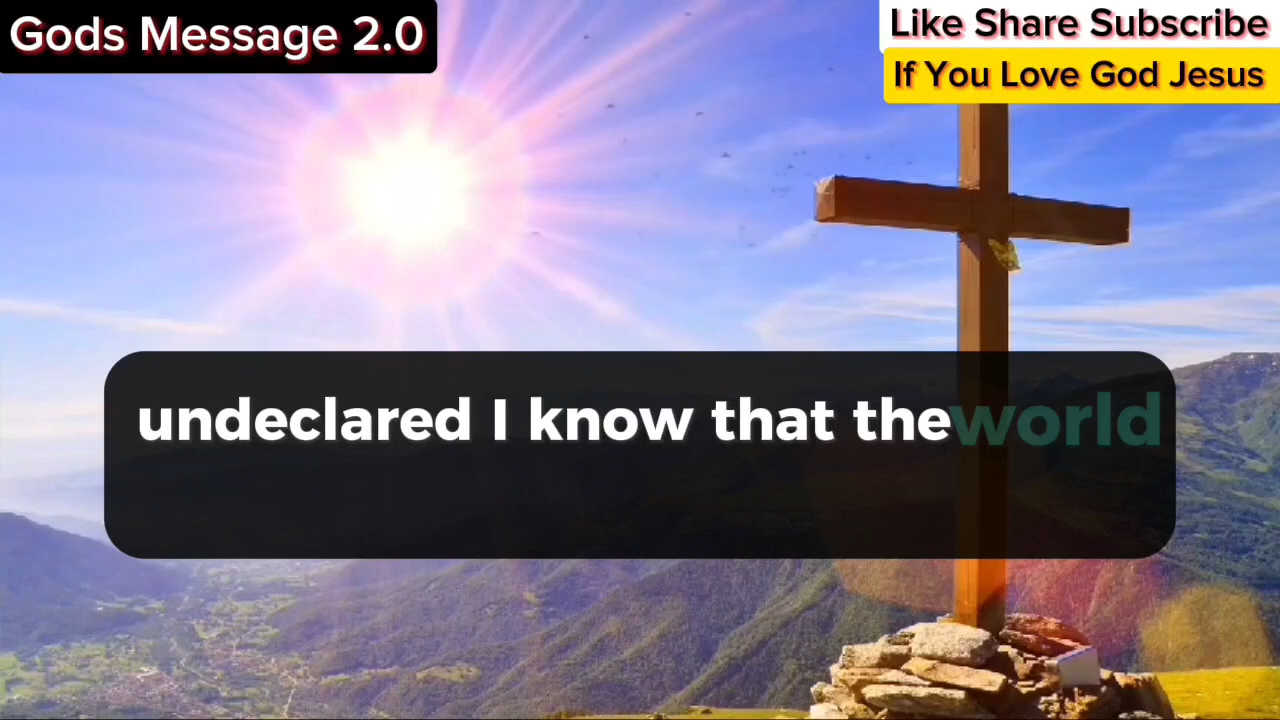 Gods Message 2.0
Like Share Subscribe
If You Love God Jesus
undeclared I know that the world